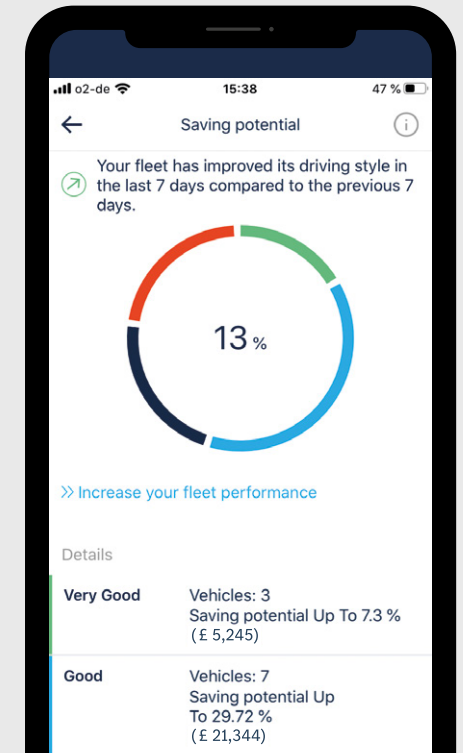 o2-de 15:38 47 %
Saving potential
Your fleet has improved its driving style in
the last 7 days compared to the previous 7
days.
13 %
Increase your fleet performance
Details
Very Good Vehicles: 3
Saving potential Up To 7.3 %
(£ 5,245)
Good Vehicles: 7
Saving potential Up
To 29.72 %
(£ 21,344)